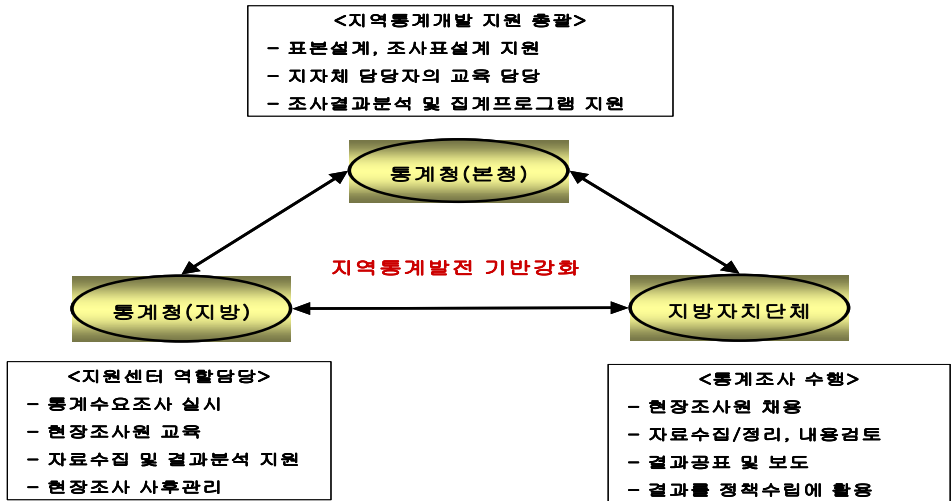 <지역통계개발 지원 총괄>
- 표본설계, 조사표설계 지원
- 지자체 담당자의 교육 담당
- 조사결과분석 및 집계프로그램 지원
통계청(본청)
지역통계발전 기반강화
통계청(지방)
지방자치단체
<지원센터 역할담당>
- 통계수요조사 실시
- 현장조사원 교육
- 자료수집 및 결과분석 지원
- 현장조사 사후관리
<통계조사 수행>
- 현장조사원 채용
- 자료수집/정리, 내용검토
- 결과공표 및 보도
- 결과를 정책수립에 활용